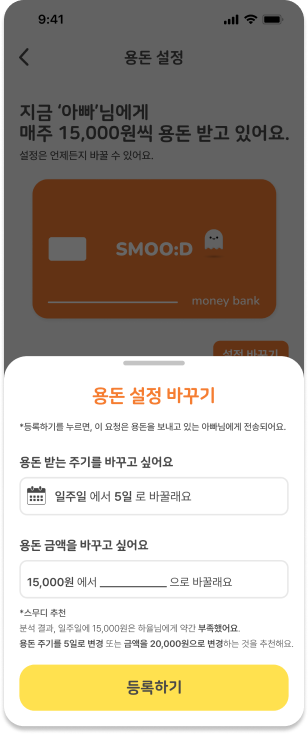 9:41
용돈 설정
지금 ‘아빠’님에게
매주 15,000원씩 용돈 받고 있어요.
설정은 언제든지 바꿀 수 있어요.
SMOO:D
money bank
설정 바꾸기
용돈 설정 바꾸기
*등록하기를 누르면, 이 요청은 용돈을 보내고 있는 아빠님에게 전송되어요.
용돈 받는 주기를 바꾸고 싶어요
일주일 에서 5일 로 바꿀래요
용돈 금액을 바꾸고 싶어요
15,000원 에서 ___________ 으로 바꿀래요
*스무디 추천
분석 결과, 일주일에 15,000원은 하율님에게 약간 부족했어요.
용돈 주기를 5일로 변경 또는 금액을 20,000원으로 변경하는 것을 추천해요.
등록하기